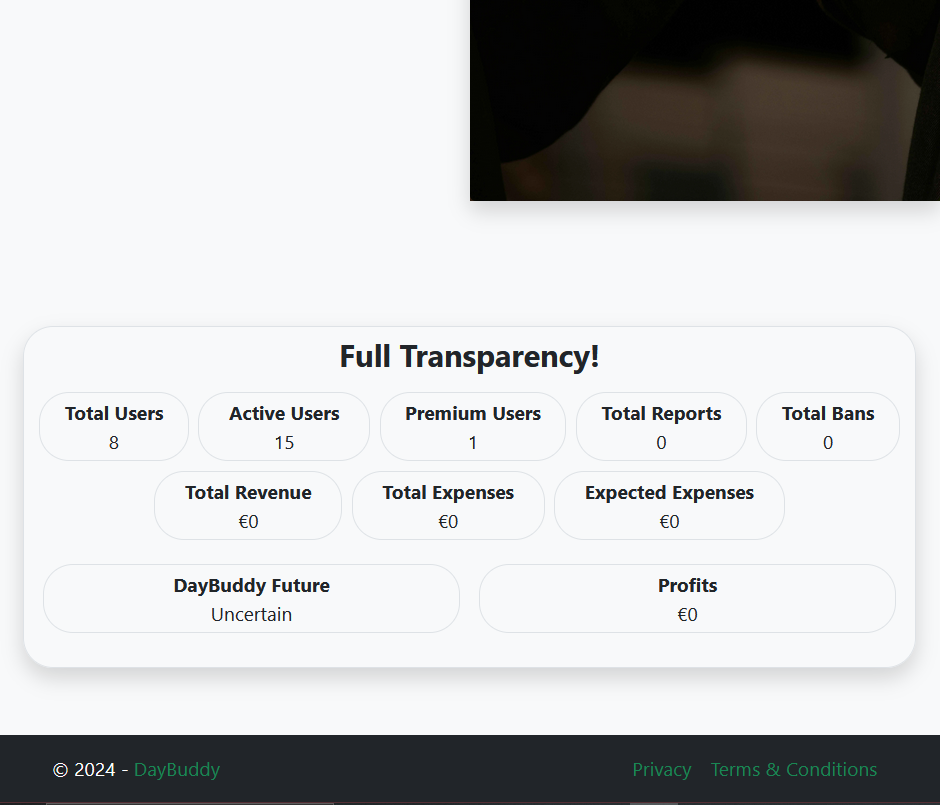 Full Transparency!
Total Users Active Users Premium Users Total Reports Total Bans
8 15 1 0 0
Total Revenue Total Expenses Expected Expenses
€0 €0 €0
DayBuddy Future Profits
Uncertain €0
© 2024 - DayBuddy Privacy Terms & Conditions